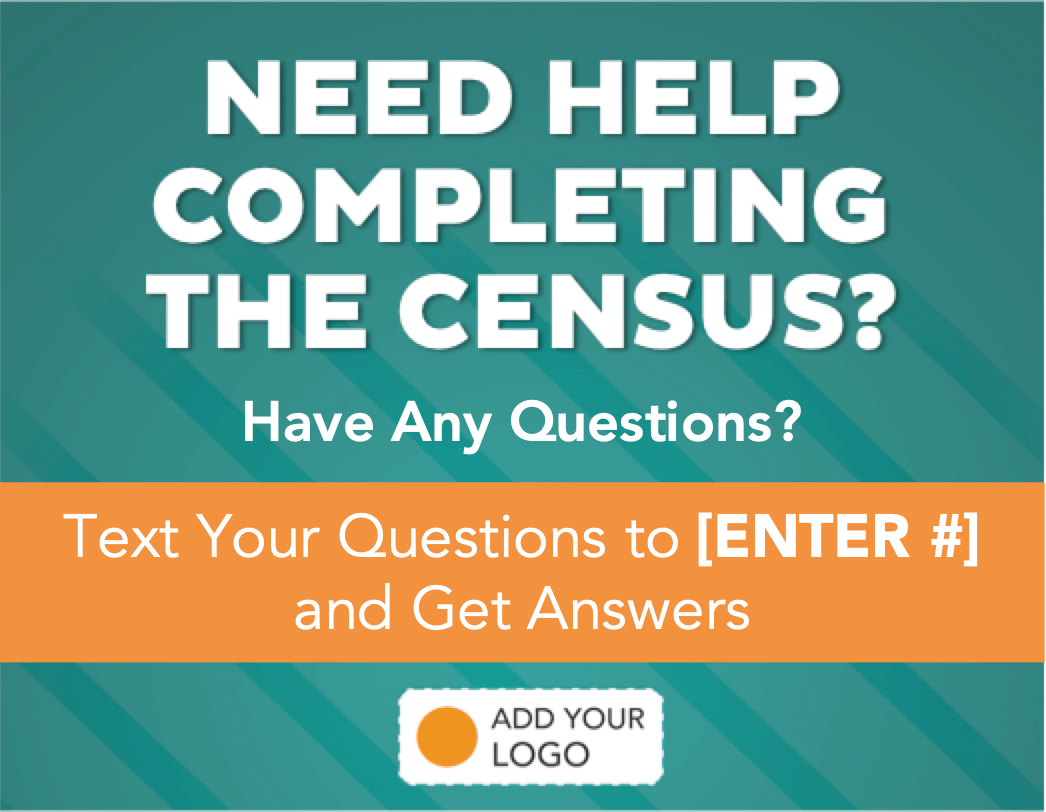 NEED HELP
COMPLETING
THE CENSUS?
Have Any Questions?
Text Your Questions to [ENTER #]
and Get Answers
ADD YOUR
LOGO